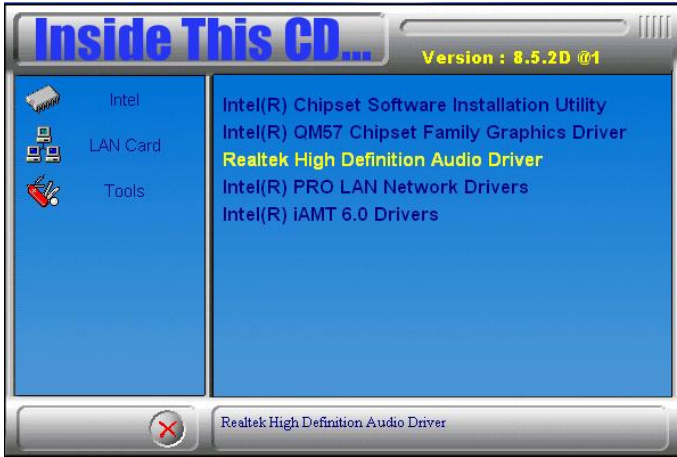 Inside This CD...
Version : 8.5.2D @1
Intel
LAN Card
Tools
Intel(R) Chipset Software Installation Utility
Intel(R) QM57 Chipset Family Graphics Driver
Realtek High Definition Audio Driver
Intel(R) PRO LAN Network Drivers
Intel(R) iAMT 6.0 Drivers
Realtek High Definition Audio Driver